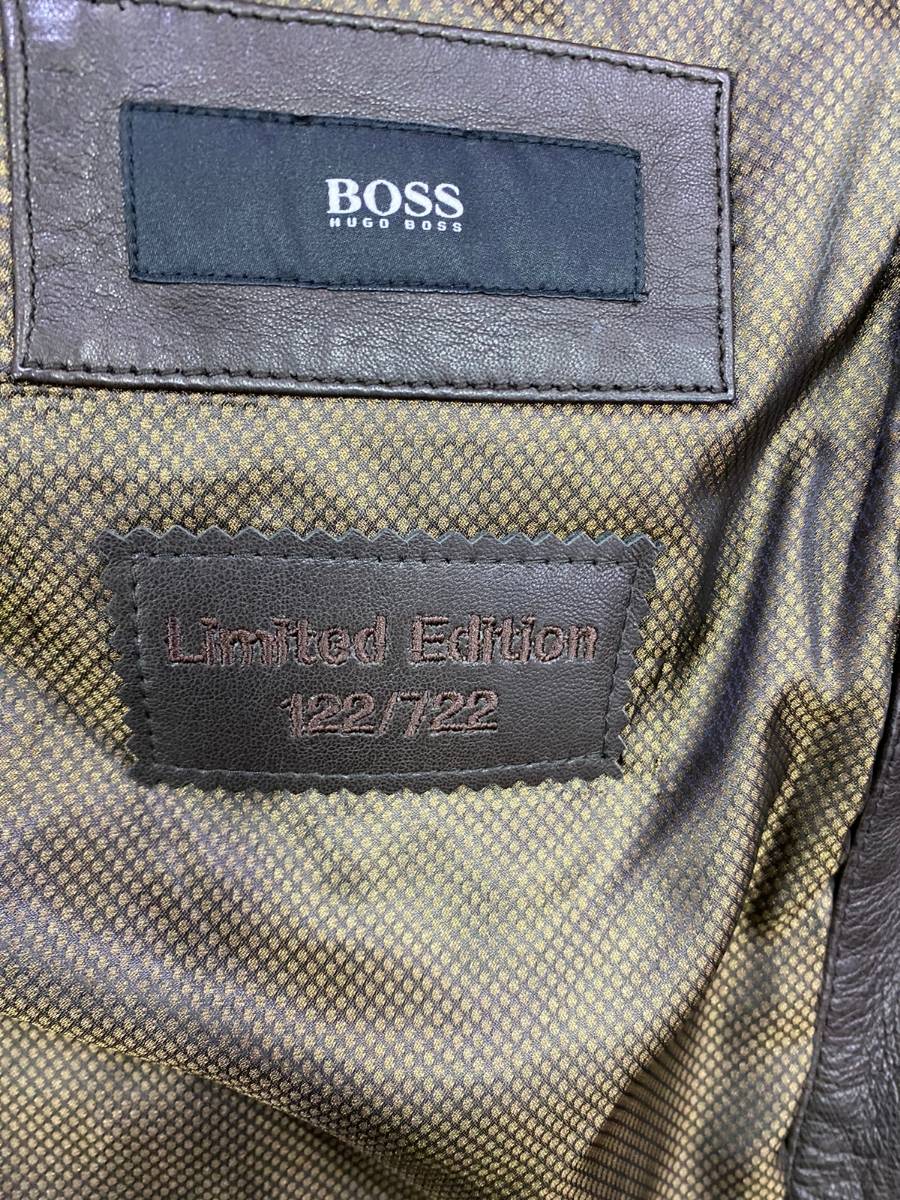 BOSS
HUGO BOSS
Limited Edition
122/722